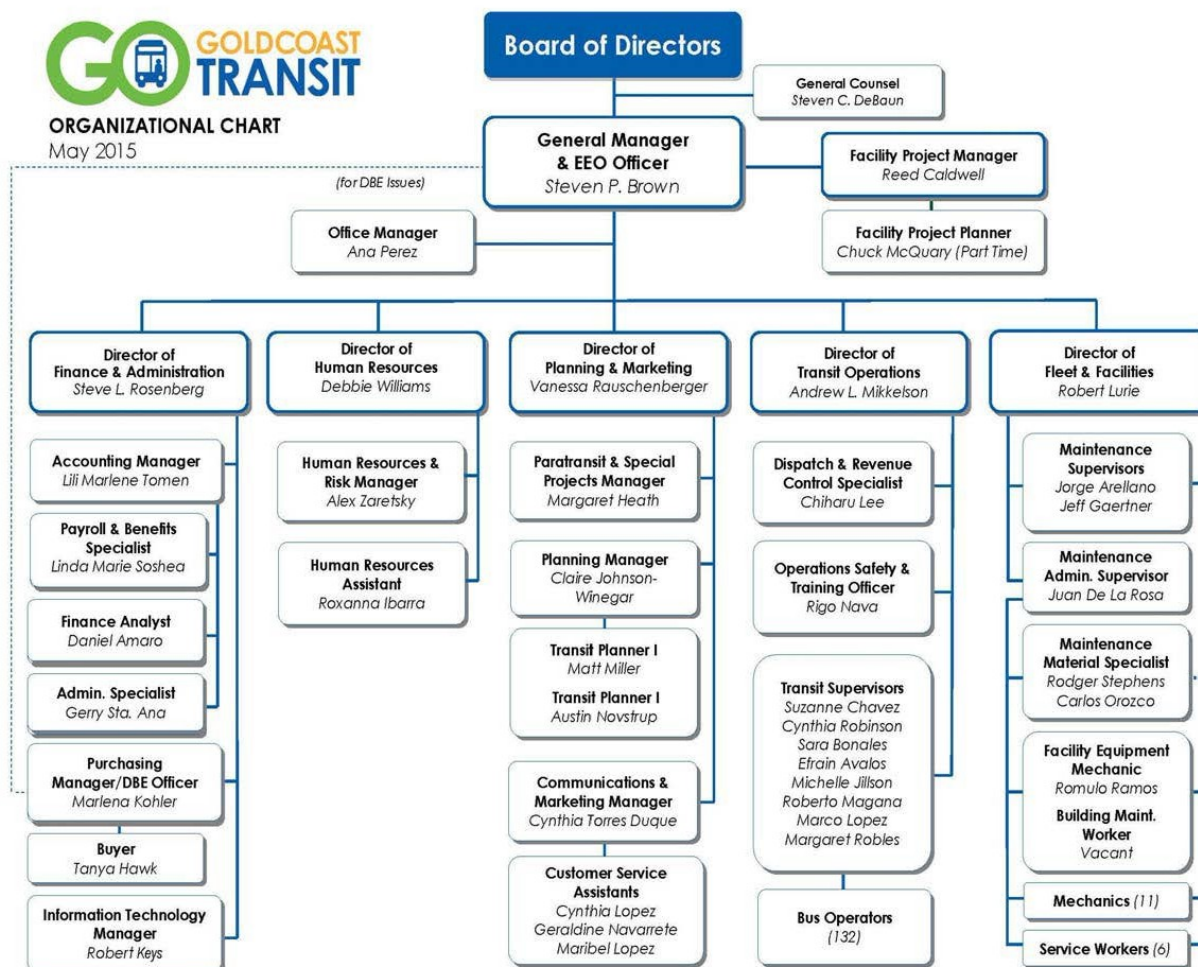 GO GOLDCOAST
TRANSIT
ORGANIZATIONAL CHART
May 2015
Board of Directors
General Counsel
Steven C. DeBaun
General Manager
& EEO Officer
Steven P. Brown
(for DBE Issues)
Facility Project Manager
Reed Caldwell
Office Manager
Ana Perez
Facility Project Planner
Chuck McQuary (Part Time)
Director of
Finance & Administration
Steve L. Rosenberg
Accounting Manager
Lili Marlene Tomen
Payroll & Benefits
Specialist
Linda Marie Soshea
Finance Analyst
Daniel Amaro
Admin. Specialist
Gerry Sta. Ana
Purchasing
Manager/DBE Officer
Marlena Kohler
Buyer
Tanya Hawk
Information Technology
Manager
Robert Keys
Director of
Human Resources
Debbie Williams
Human Resources &
Risk Manager
Alex Zaretsky
Human Resources
Assistant
Roxanna Ibarra
Director of
Planning & Marketing
Vanessa Rauschenberger
Paratransit & Special
Projects Manager
Margaret Heath
Planning Manager
Claire Johnson-
Winegar
Transit Planner I
Matt Miller
Transit Planner I
Austin Novstrup
Communications &
Marketing Manager
Cynthia Torres Duque
Customer Service
Assistants
Cynthia Lopez
Geraldine Navarrete
Maribel Lopez
Director of
Transit Operations
Andrew L. Mikkelson
Dispatch & Revenue
Control Specialist
Chiharu Lee
Operations Safety &
Training Officer
Rigo Nava
Transit Supervisors
Suzanne Chavez
Cynthia Robinson
Sara Bonales
Efrain Avalos
Michelle Jillson
Roberto Magana
Marco Lopez
Margaret Robles
Bus Operators
(132)
Director of
Fleet & Facilities
Robert Lurie
Maintenance
Supervisors
Jorge Arellano
Jeff Gaertner
Maintenance
Admin. Supervisor
Juan De La Rosa
Maintenance
Material Specialist
Rodger Stephens
Carlos Orozco
Facility Equipment
Mechanic
Romulo Ramos
Building Maint.
Worker
Vacant
Mechanics (11)
Service Workers (6)